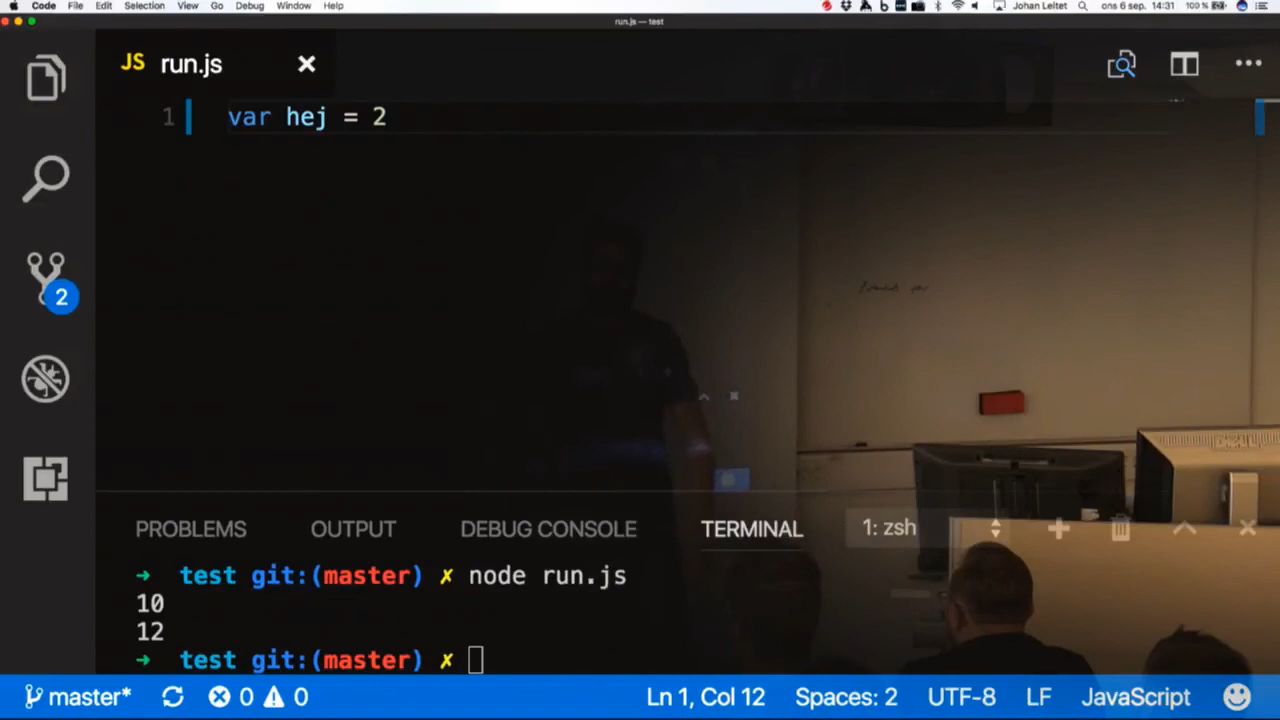 Code File Edit Selection View Go Debug Window Help Johan Leitet ons 6 sep. 14:31 100 %
run.js — test
JS run.js
1 var hej = 2
2
PROBLEMS OUTPUT DEBUG CONSOLE TERMINAL 1: zsh
➜ test git:(master) ✗ node run.js
10
12
➜ test git:(master) ✗
master* 0 0 Ln 1, Col 12 Spaces: 2 UTF-8 LF JavaScript